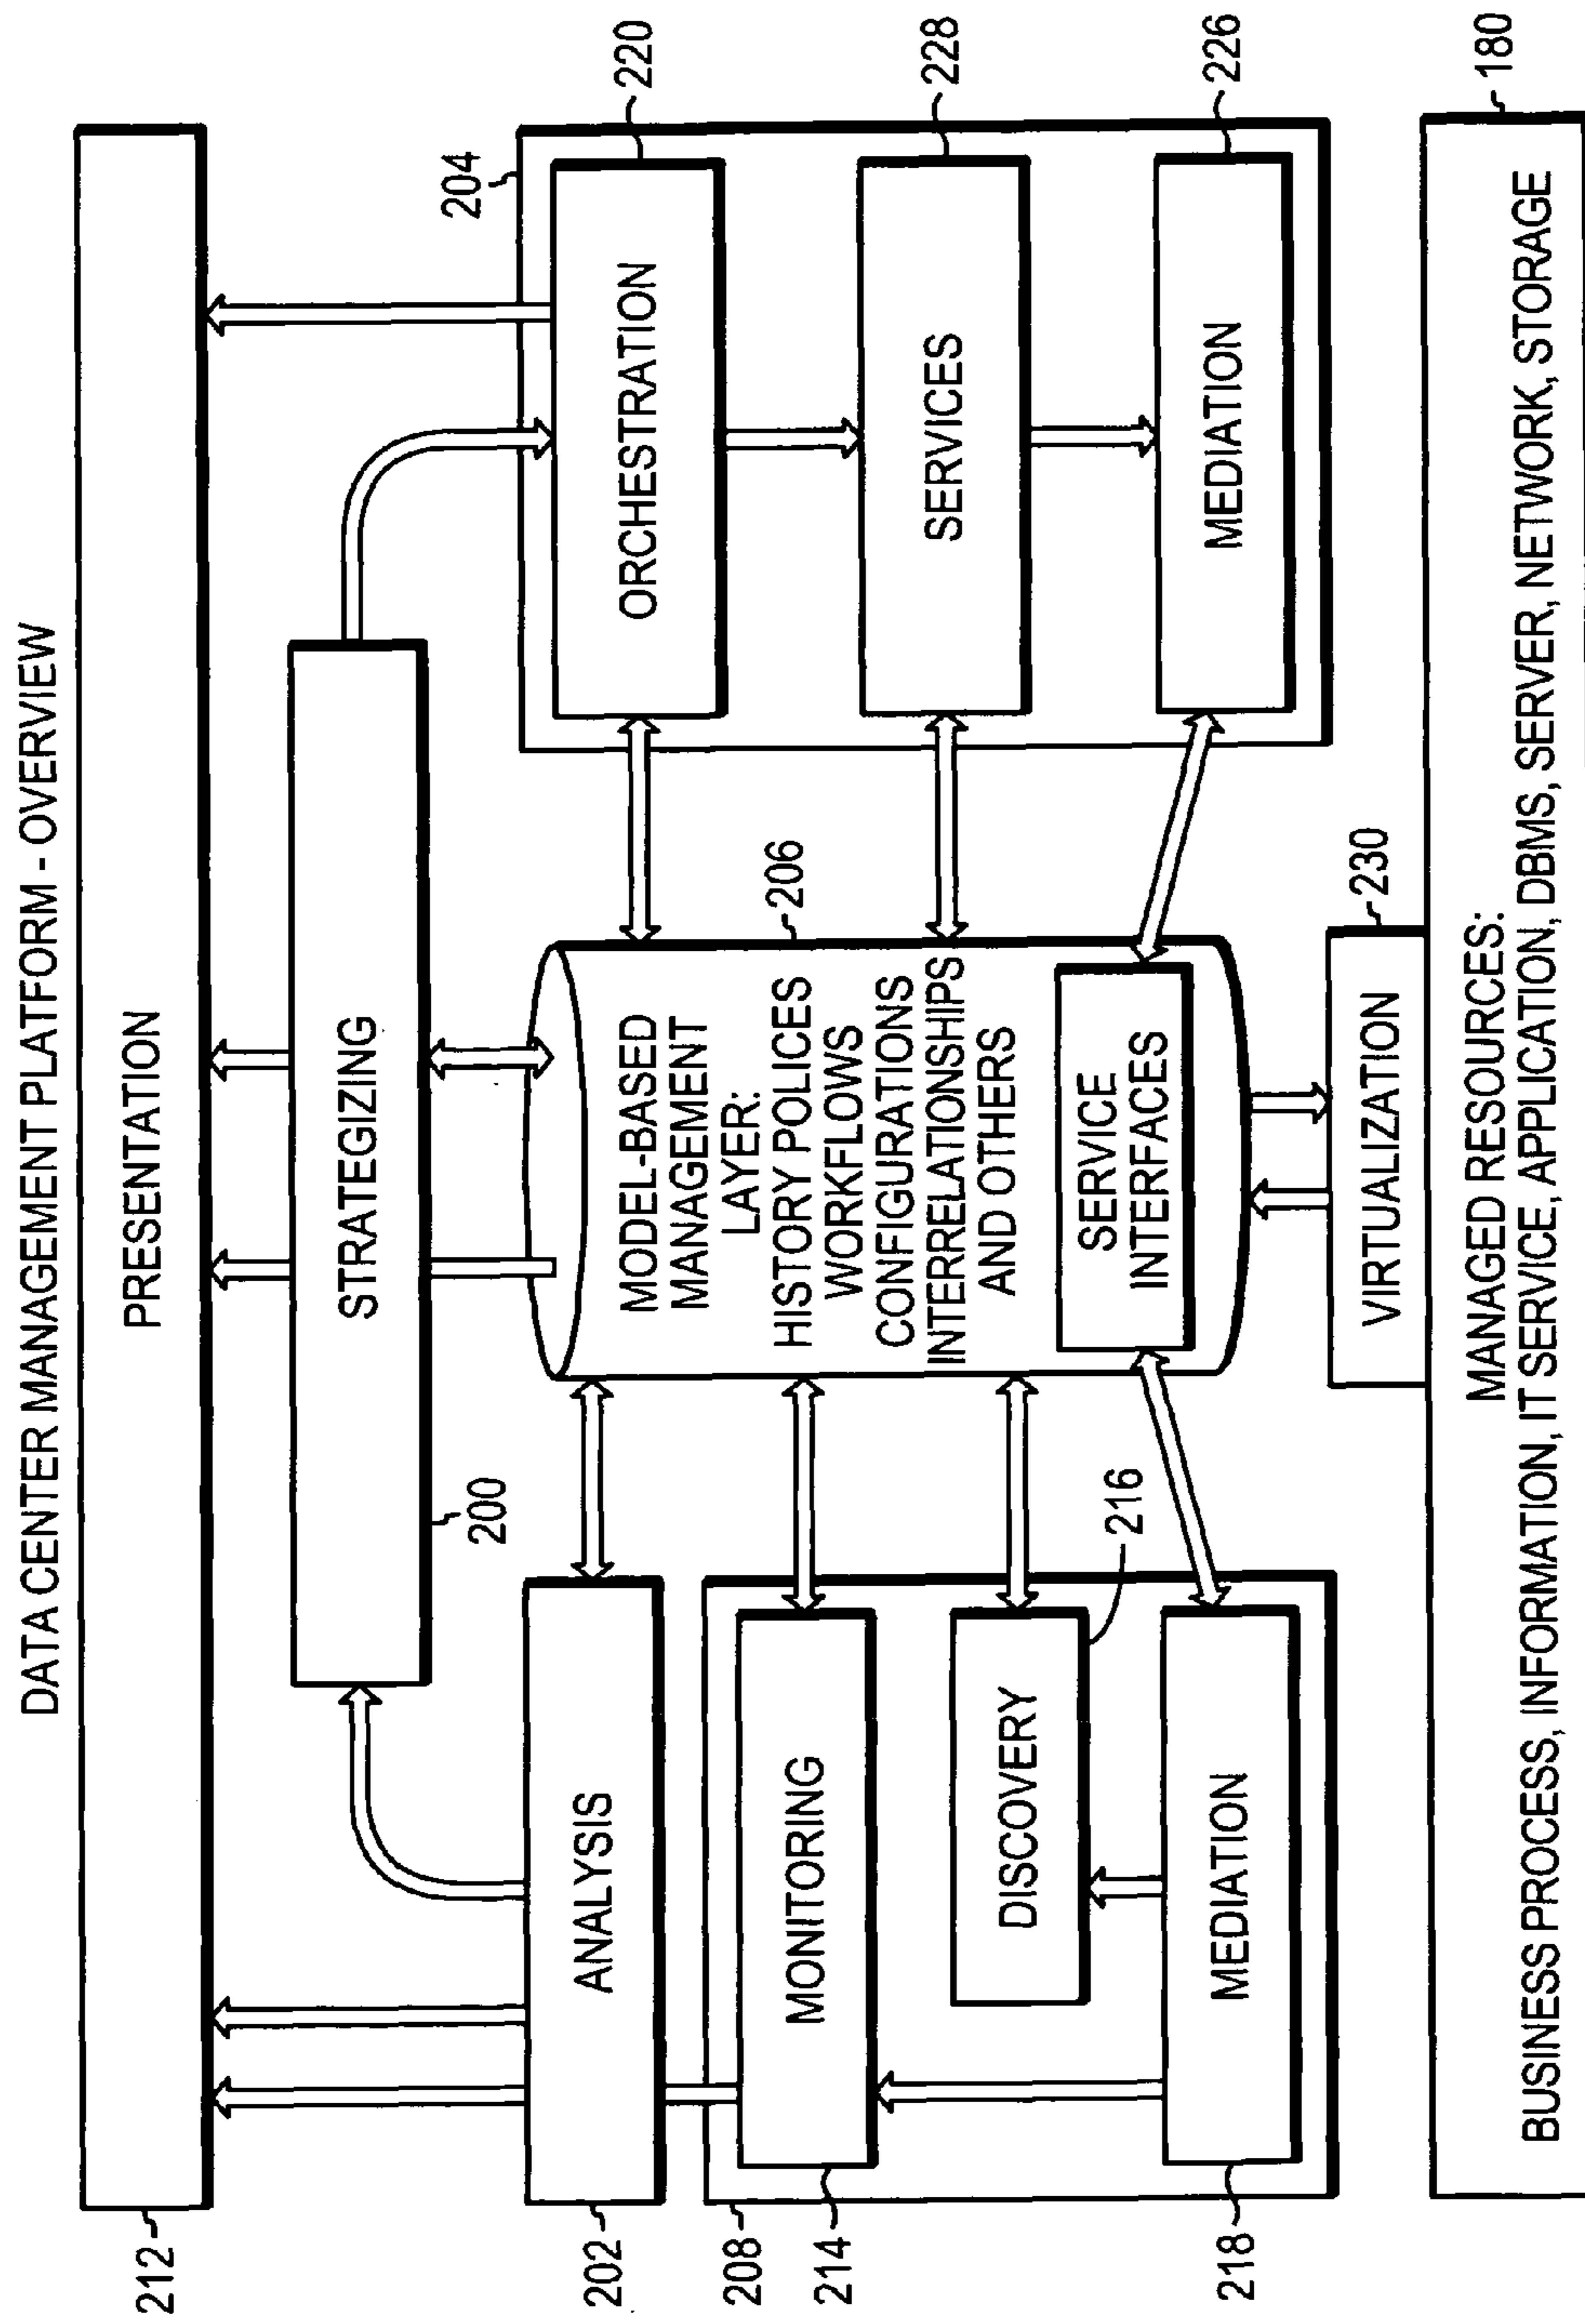 DATA CENTER MANAGEMENT PLATFORM - OVERVIEW
212
PRESENTATION
STRATEGIZING
200
204
202
ANALYSIS
208
214
MONITORING
DISCOVERY
216
218
MEDIATION
206
MODEL-BASED
MANAGEMENT
LAYER:
HISTORY POLICES
WORKFLOWS
CONFIGURATIONS
INTERRELATIONSHIPS
AND OTHERS
SERVICE
INTERFACES
ORCHESTRATION
220
SERVICES
228
MEDIATION
226
VIRTUALIZATION
230
180
MANAGED RESOURCES:
BUSINESS PROCESS, INFORMATION, IT SERVICE, APPLICATION, DBMS, SERVER, NETWORK, STORAGE